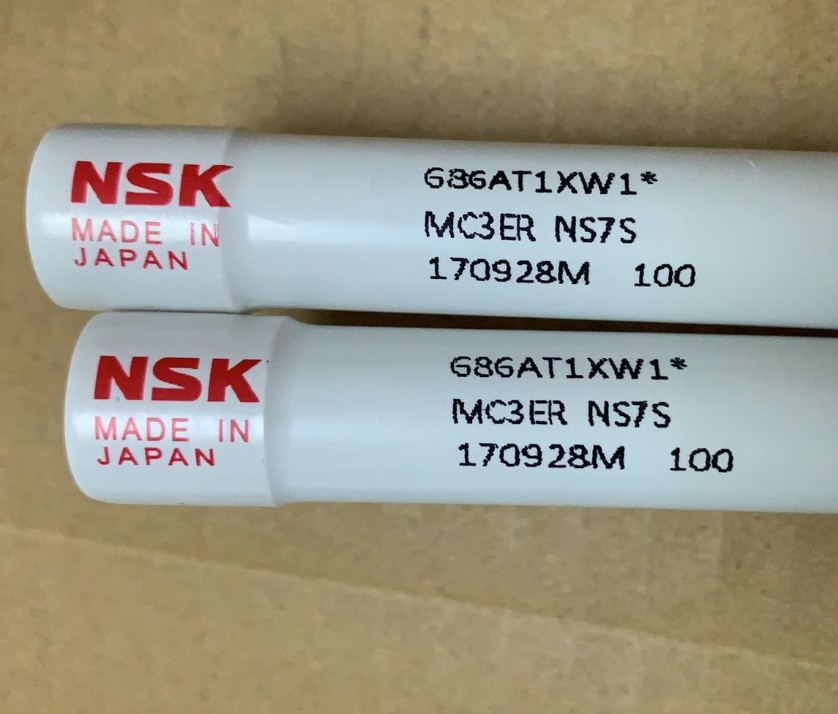 NSK
MADE IN
JAPAN
686AT1XW1*
MC3ER NS7S
170928M 100
NSK
MADE IN
JAPAN
686AT1XW1*
MC3ER NS7S
170928M 100